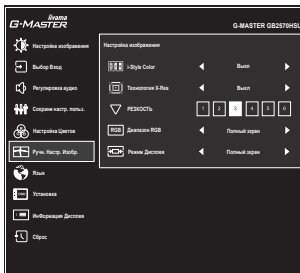 iiyama
G-MASTER
G-MASTER GB2570HSU
Настройка изображения
Выбор Вход
Регулировка аудио
Сохрани настр. польз.
Настройка Цветов
Ручн. Настр. Изобр.
Язык
OSD
Установка
Информация Дисплея
Сброс
Настройка изображения
i-Style Color
Выкл
Технология X-Res
Выкл
РЕЗКОСТЬ
1 2 3 4 5 6
RGB
Диапазон RGB
Полный экран
Режим Дисплея
Полный экран